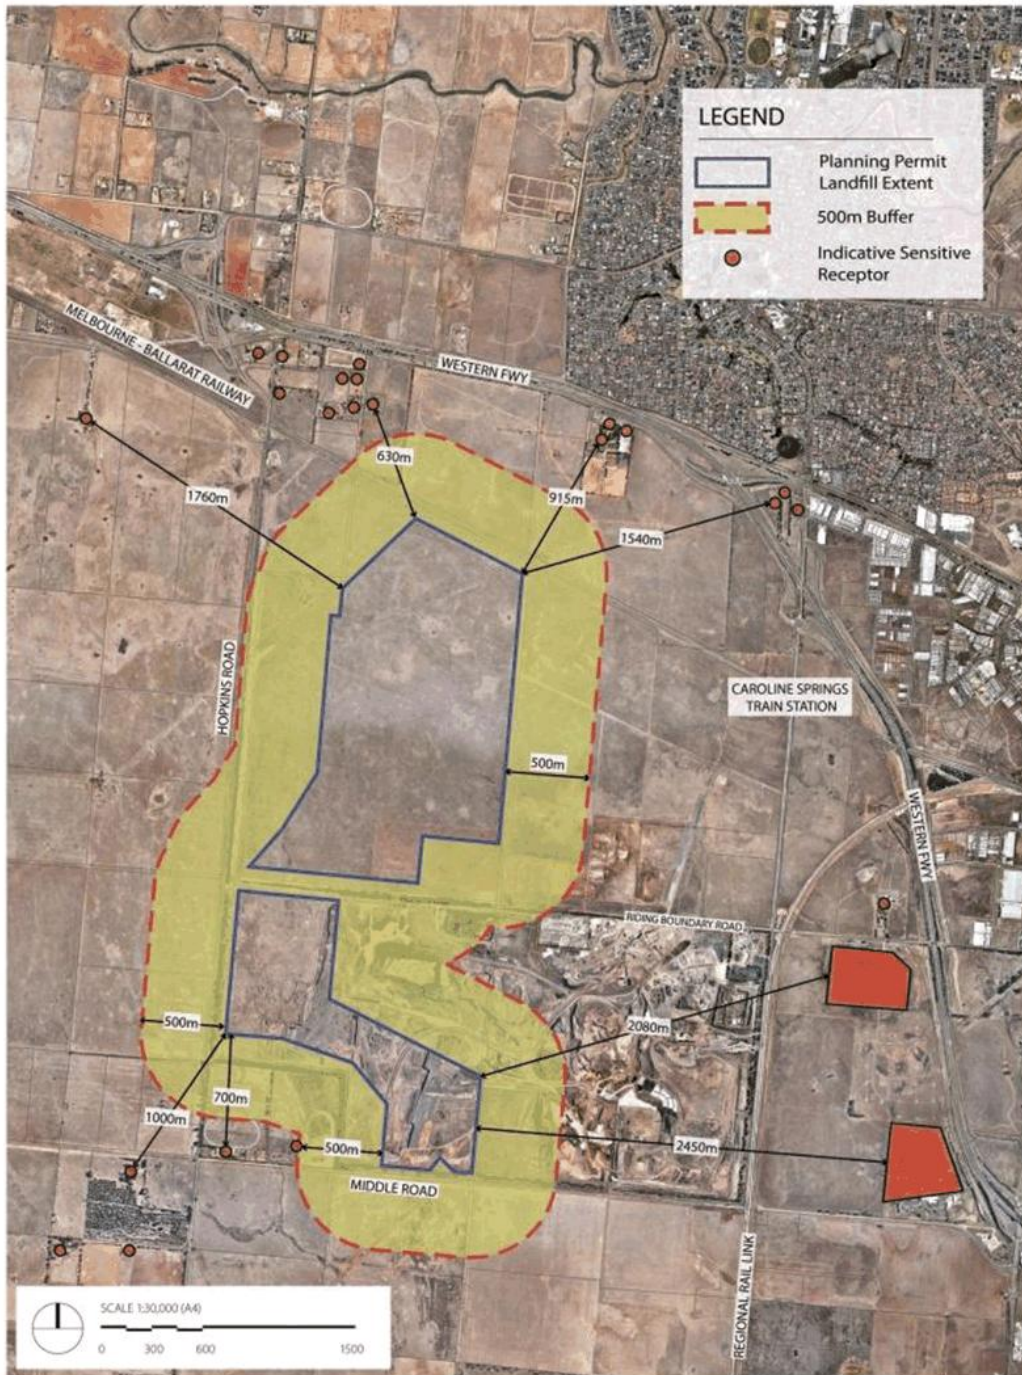 LEGEND
Planning Permit
Landfill Extent
500m Buffer
Indicative Sensitive
Receptor
MELBOURNE - BALLARAT RAILWAY
WESTERN FWY
630m
1760m
915m
1540m
HOPKINS ROAD
CAROLINE SPRINGS
TRAIN STATION
500m
WESTERN FWY
RIDING BOUNDARY ROAD
500m
2080m
700m
1000m
500m
2450m
MIDDLE ROAD
REGIONAL RAIL LINK
SCALE 1:30,000 (A4)
0 300 600 1500